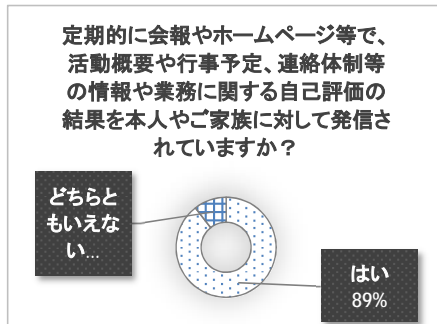 定期的に会報やホームページ等で、
活動概要や行事予定、連絡体制等
の情報や業務に関する自己評価の
結果を本人やご家族に対して発信さ
れていますか？
どちらと
もいえな
い…
はい
89%